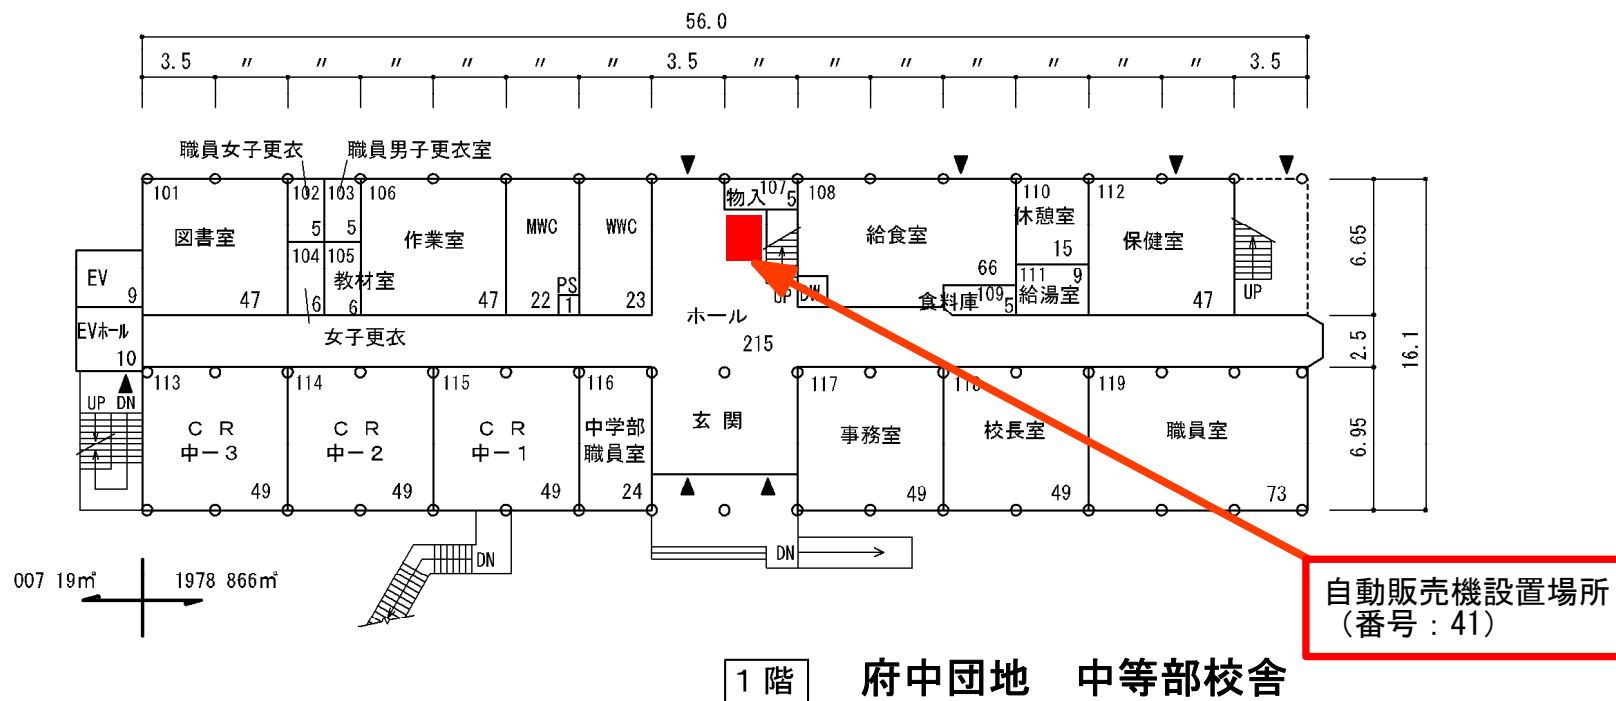 56.0
3.5 〃 〃 〃 〃 〃 〃 3.5 〃 〃 〃 〃 〃 〃 〃 3.5
職員女子更衣 職員男子更衣室
101 102 103 106 107 108 110 112
物入 5
図書室 5 5 作業室 MWC WWC 給食室 休憩室 保健室
15
104 105
教材室
EV 9
47 6 6 47 22 PS 1 23
UP DW 66
食料庫 109 5
111 9
給湯室
47 UP
6.65
EVホール
10
女子更衣
ホール
215
2.5
16.1
113 114 115 116 117 118 119
UP DN
CR
中−3
CR
中−2
CR
中−1
中学部
職員室
玄関
事務室 校長室 職員室
6.95
49 49 49 24 49 49 73
DN DN
007 19㎡ 1978 866㎡
自動販売機設置場所
(番号:41)
1階 府中団地 中等部校舎